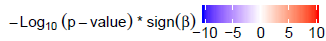 −Log₁₀ (p−value) * sign(β)
−10 −5 0 5 10